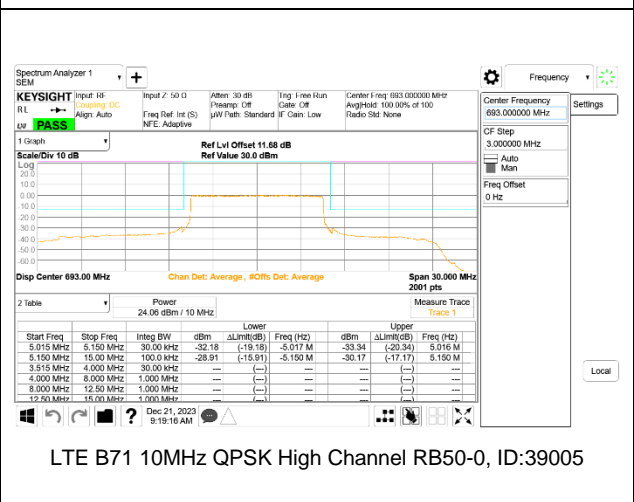 Spectrum Analyzer 1
SEM
Frequency
KEYSIGHT Input: RF Input Z: 50 Ω Atten: 30 dB Trig: Free Run Center Freq: 693.000000 MHz
RL Coupling: DC Preamp: Off Gate: Off Avg|Hold: 100.00% of 100
Align: Auto Freq Ref: Int (S) µW Path: Standard IF Gain: Low Radio Std: None
PASS NFE: Adaptive
Center Frequency
693.000000 MHz
Settings
CF Step
3.000000 MHz
Auto
Man
Freq Offset
0 Hz
1 Graph
Ref Lvl Offset 11.68 dB
Scale/Div 10 dB Ref Value 30.0 dBm
Log
20.0
10.0
0.00
-10.0
-20.0
-30.0
-40.0
-50.0
-60.0
Disp Center 693.00 MHz Chan Det: Average, #Offs Det: Average Span 30.000 MHz
2001 pts
2 Table
Power
24.06 dBm / 10 MHz
Measure Trace
Trace 1
Lower Upper
Start Freq Stop Freq Integ BW dBm ΔLimit(dB) Freq (Hz) dBm ΔLimit(dB) Freq (Hz)
5.015 MHz 5.150 MHz 30.00 kHz -32.18 (-19.18) -5.017 M -33.34 (-20.34) 5.016 M
5.150 MHz 15.00 MHz 100.0 kHz -28.91 (-15.91) -5.150 M -30.17 (-17.17) 5.150 M
3.515 MHz 4.000 MHz 30.00 kHz --- (---) --- --- (---) ---
4.000 MHz 8.000 MHz 1.000 MHz --- (---) --- --- (---) ---
8.000 MHz 12.50 MHz 1.000 MHz --- (---) --- --- (---) ---
12.50 MHz 15.00 MHz 1.000 MHz --- (---) --- --- (---) ---
Local
? Dec 21, 2023
9:19:16 AM
LTE B71 10MHz QPSK High Channel RB50-0, ID:39005